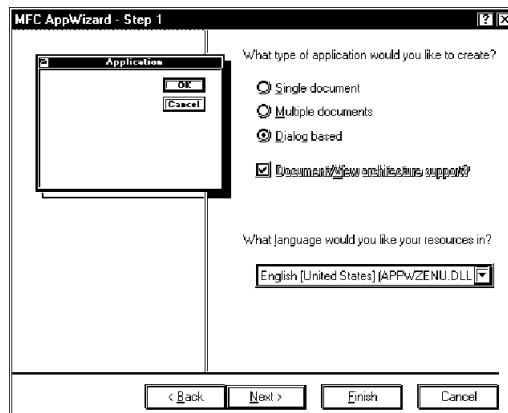 MFC AppWizard - Step 1
Application
OK
Cancel
What type of application would you like to create?
Single document
Multiple documents
Dialog based
Document/View architecture support?
What language would you like your resources in?
English [United States] (APPWZENU.DLL
< Back
Next >
Finish
Cancel